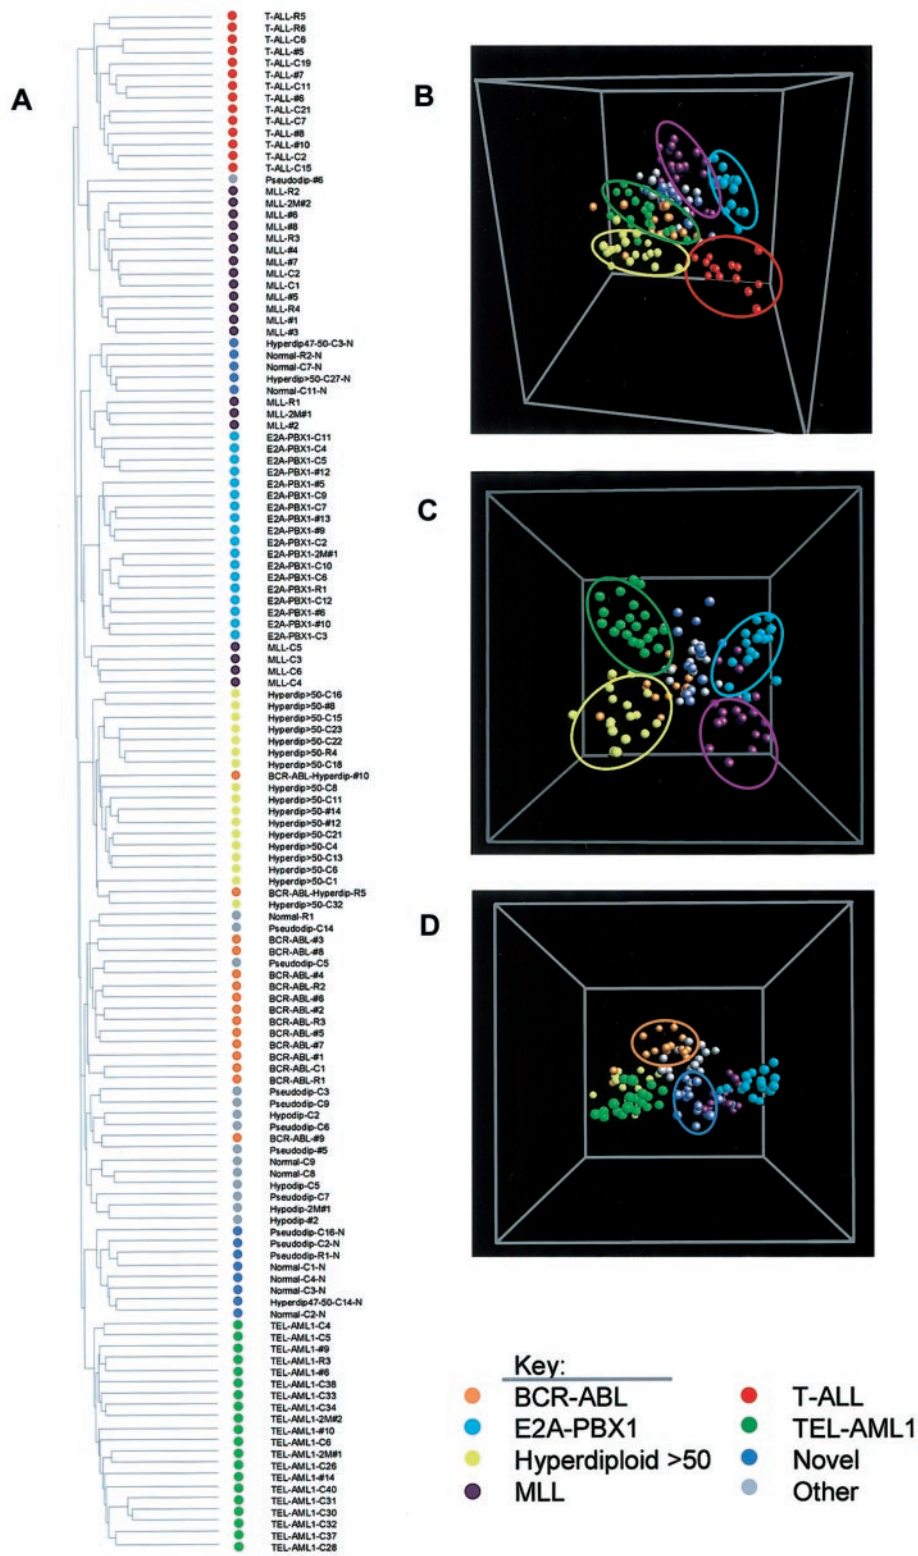 A
T-ALL-R5
T-ALL-R6
T-ALL-C6
T-ALL-#5
T-ALL-C19
T-ALL-#7
T-ALL-C11
T-ALL-#6
T-ALL-C21
T-ALL-C7
T-ALL-#8
T-ALL-#10
T-ALL-C2
T-ALL-C15
Pseudodip-#6
MLL-R2
MLL-2M#2
MLL-#6
MLL-#8
MLL-R3
MLL-#4
MLL-#7
MLL-C2
MLL-C1
MLL-#5
MLL-R4
MLL-#1
MLL-#3
Hyperdip47-50-C3-N
Normal-R2-N
Normal-C7-N
Hyperdip>50-C27-N
Normal-C11-N
MLL-R1
MLL-2M#1
MLL-#2
E2A-PBX1-C11
E2A-PBX1-C4
E2A-PBX1-C5
E2A-PBX1-#12
E2A-PBX1-#5
E2A-PBX1-C9
E2A-PBX1-C7
E2A-PBX1-#13
E2A-PBX1-#9
E2A-PBX1-C2
E2A-PBX1-2M#1
E2A-PBX1-C10
E2A-PBX1-C6
E2A-PBX1-R1
E2A-PBX1-C12
E2A-PBX1-#6
E2A-PBX1-#10
E2A-PBX1-C3
MLL-C5
MLL-C3
MLL-C6
MLL-C4
Hyperdip>50-C16
Hyperdip>50-#8
Hyperdip>50-C15
Hyperdip>50-C23
Hyperdip>50-C22
Hyperdip>50-R4
Hyperdip>50-C18
BCR-ABL-Hyperdip-#10
Hyperdip>50-C8
Hyperdip>50-C11
Hyperdip>50-#14
Hyperdip>50-#12
Hyperdip>50-C21
Hyperdip>50-C4
Hyperdip>50-C13
Hyperdip>50-C6
Hyperdip>50-C1
BCR-ABL-Hyperdip-R5
Hyperdip>50-C32
Normal-R1
Pseudodip-C14
BCR-ABL-#3
BCR-ABL-#8
Pseudodip-C5
BCR-ABL-#4
BCR-ABL-R2
BCR-ABL-#6
BCR-ABL-#2
BCR-ABL-R3
BCR-ABL-#5
BCR-ABL-#7
BCR-ABL-#1
BCR-ABL-C1
BCR-ABL-R1
Pseudodip-C3
Pseudodip-C9
Hypodip-C2
Pseudodip-C6
BCR-ABL-#9
Pseudodip-#5
Normal-C9
Normal-C8
Hypodip-C5
Pseudodip-C7
Hypodip-2M#1
Hypodip-#2
Pseudodip-C16-N
Pseudodip-C2-N
Pseudodip-R1-N
Normal-C1-N
Normal-C4-N
Normal-C3-N
Hyperdip47-50-C14-N
Normal-C2-N
TEL-AML1-C4
TEL-AML1-C5
TEL-AML1-#9
TEL-AML1-R3
TEL-AML1-#6
TEL-AML1-C38
TEL-AML1-C33
TEL-AML1-C34
TEL-AML1-2M#2
TEL-AML1-#10
TEL-AML1-C6
TEL-AML1-2M#1
TEL-AML1-C26
TEL-AML1-#14
TEL-AML1-C40
TEL-AML1-C31
TEL-AML1-C30
TEL-AML1-C32
TEL-AML1-C37
TEL-AML1-C28
B
C
D
Key:
BCR-ABL
E2A-PBX1
Hyperdiploid >50
MLL
T-ALL
TEL-AML1
Novel
Other